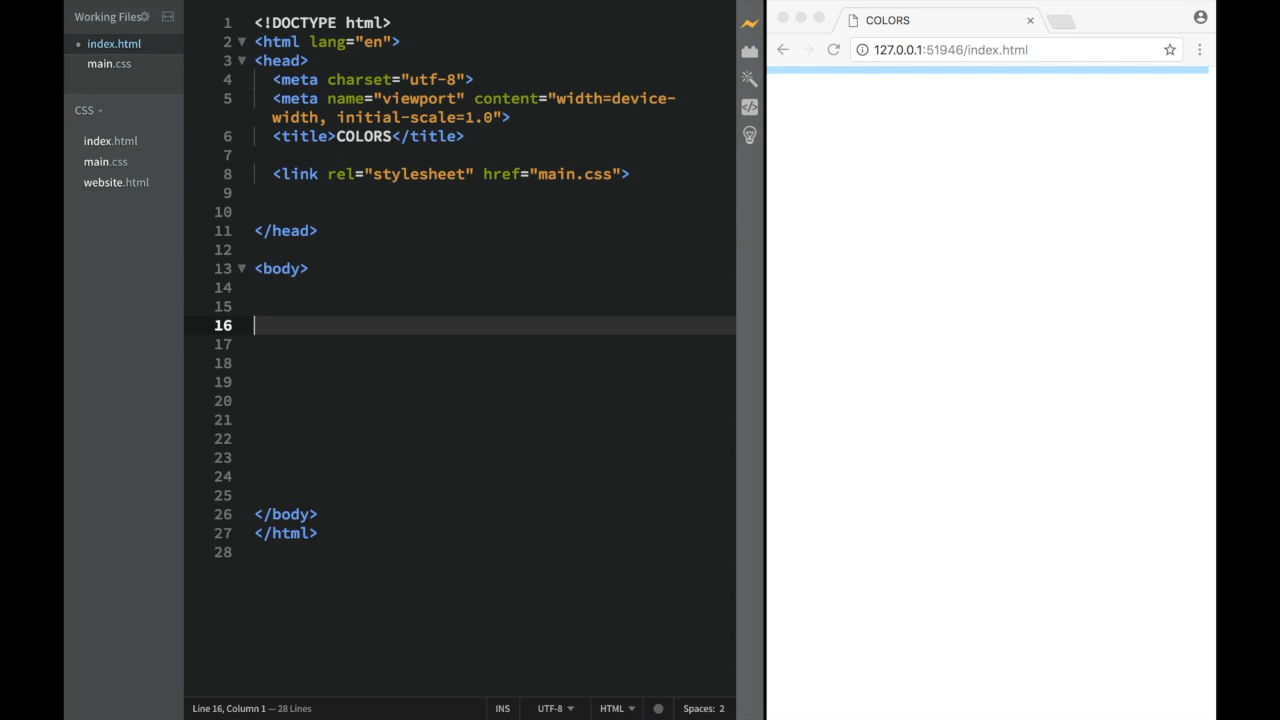 Working Files
index.html
main.css
CSS
index.html
main.css
website.html
1 <!DOCTYPE html>
2 <html lang="en">
3 <head>
4 <meta charset="utf-8">
5 <meta name="viewport" content="width=device-
width, initial-scale=1.0">
6 <title>COLORS</title>
7
8 <link rel="stylesheet" href="main.css">
9
10
11 </head>
12
13 <body>
14
15
16
17
18
19
20
21
22
23
24
25
26 </body>
27 </html>
28
Line 16, Column 1 — 28 Lines
INS
UTF-8
HTML
Spaces: 2
COLORS
127.0.0.1:51946/index.html